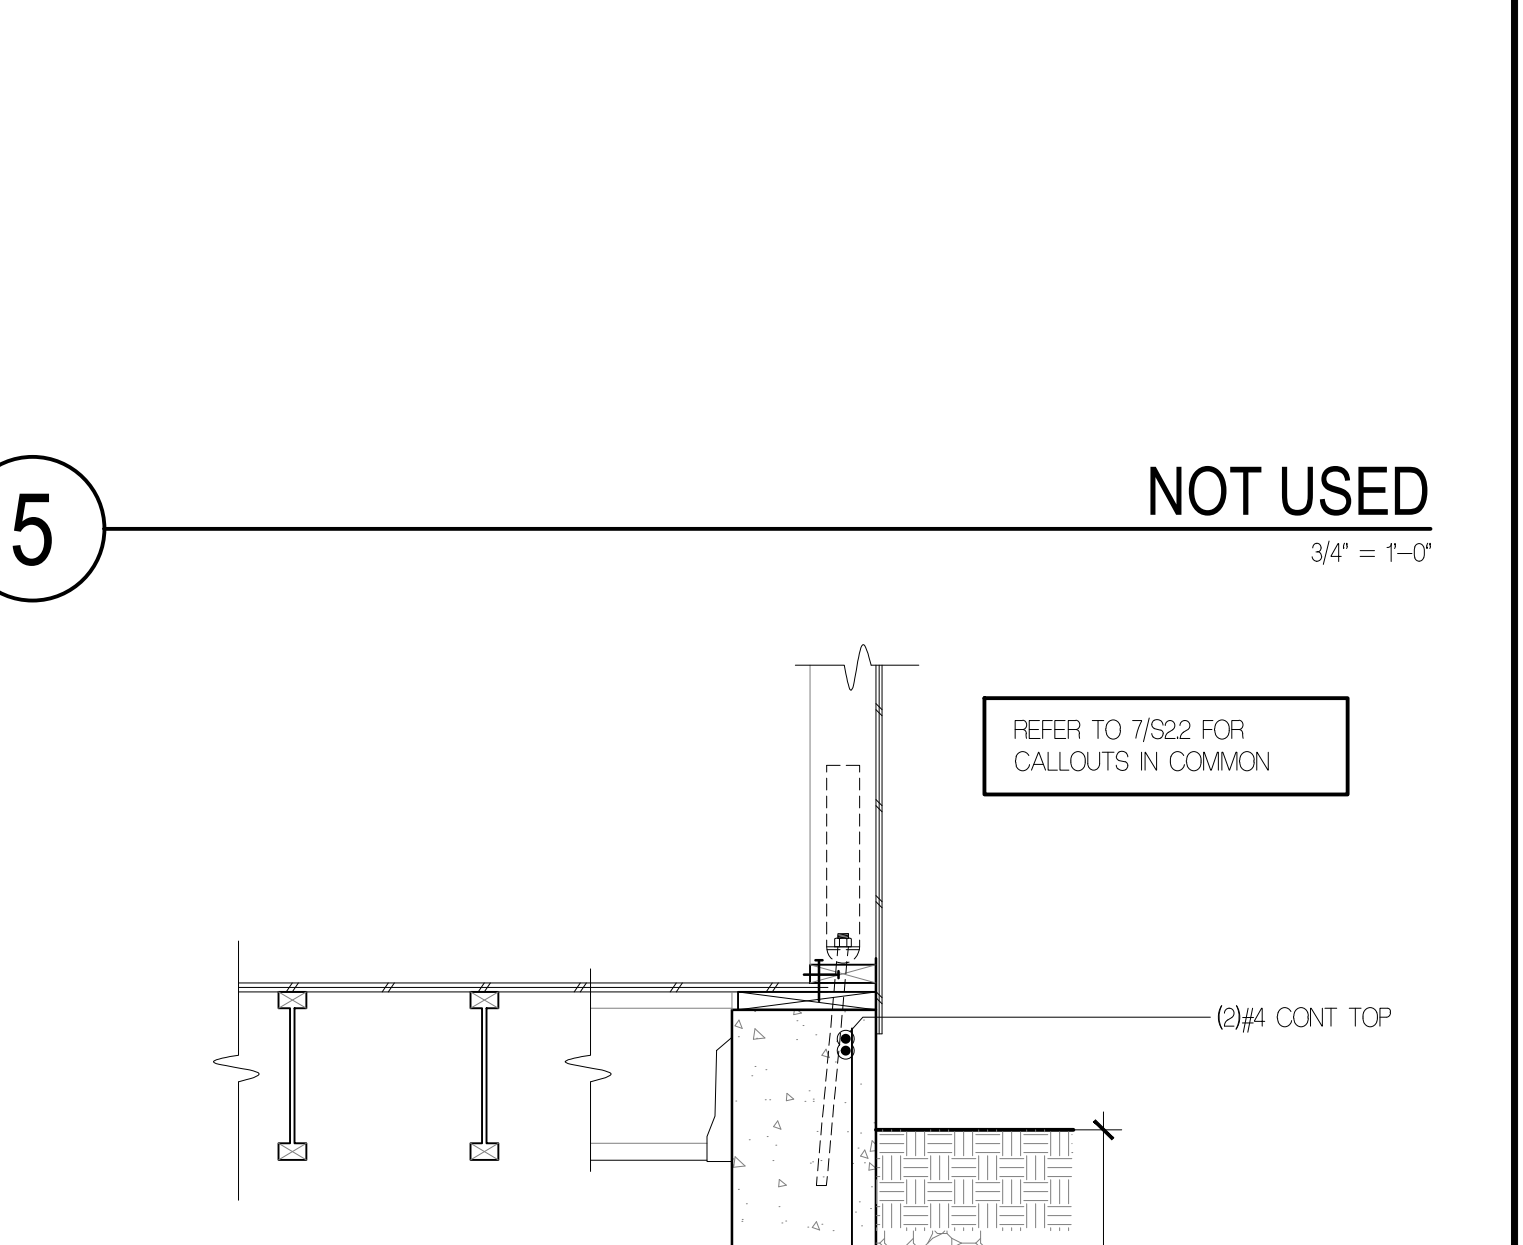 5
NOT USED
3/4" = 1'-0"
REFER TO 7/S2.2 FOR
CALLOUTS IN COMMON
(2)#4 CONT TOP